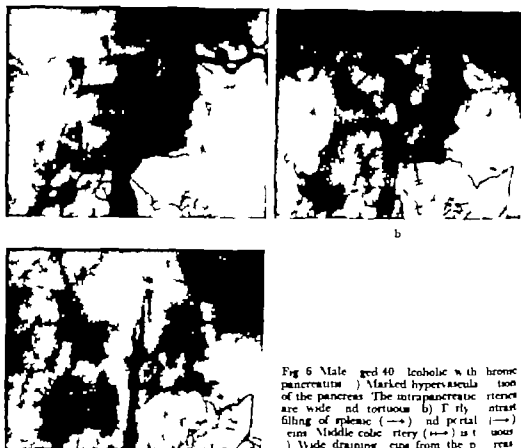 b
Fig 6 Male ged 40 lcoholic with hrome
pancreatitis ) Marked hypervascula tion
of the pancreas The intrapancreatic rteries
are wide nd tortuous b) E rly ntrast
filling of splenic (→) nd portal (→)
eins Middle colic rtery (↦) is t uous
) Wide draining eins from the p reas